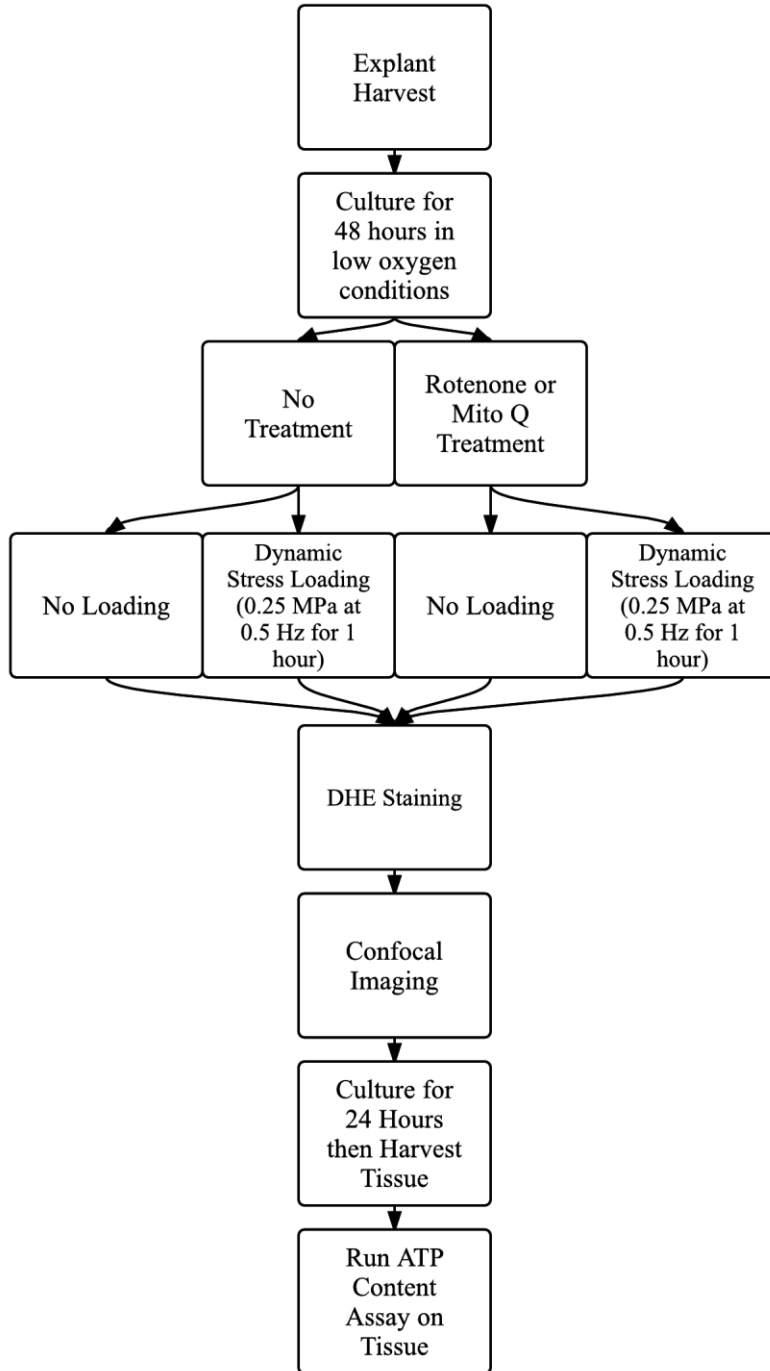 Explant
Harvest
Culture for
48 hours in
low oxygen
conditions
No
Treatment
Rotenone or
Mito Q
Treatment
No Loading
Dynamic
Stress Loading
(0.25 MPa at
0.5 Hz for 1
hour)
No Loading
Dynamic
Stress Loading
(0.25 MPa at
0.5 Hz for 1
hour)
DHE Staining
Confocal
Imaging
Culture for
24 Hours
then Harvest
Tissue
Run ATP
Content
Assay on
Tissue